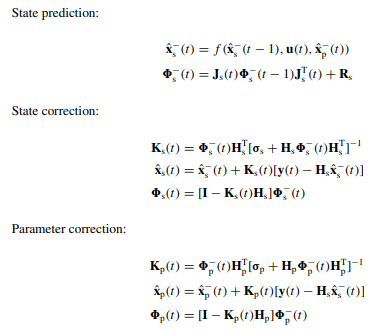 State prediction:
x̂ₛ⁻(t) = f(x̂ₛ⁻(t − 1), u(t), x̂ₚ⁻(t))
Φₛ⁻(t) = Jₛ(t)Φₛ⁻(t − 1)Jₛᵀ(t) + Rₛ
State correction:
Kₛ(t) = Φₛ⁻(t)Hₛᵀ[σₛ + HₛΦₛ⁻(t)Hₛᵀ]⁻¹
x̂ₛ(t) = x̂ₛ⁻(t) + Kₛ(t)[y(t) − Hₛx̂ₛ⁻(t)]
Φₛ(t) = [I − Kₛ(t)Hₛ]Φₛ⁻(t)
Parameter correction:
Kₚ(t) = Φₚ⁻(t)Hₚᵀ[σₚ + HₚΦₚ⁻(t)Hₚᵀ]⁻¹
x̂ₚ(t) = x̂ₚ⁻(t) + Kₚ(t)[y(t) − Hₛx̂ₛ⁻(t)]
Φₚ(t) = [I − Kₚ(t)Hₚ]Φₚ⁻(t)